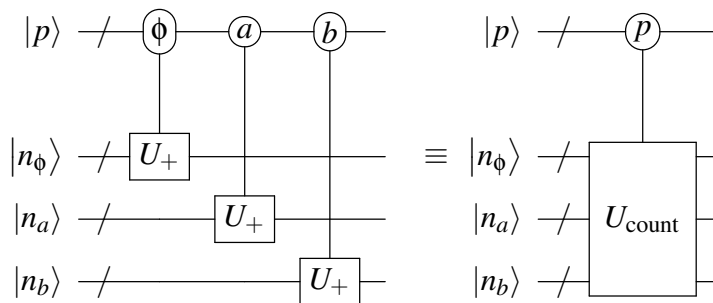 |p⟩ ϕ a b |p⟩ p
|n_ϕ⟩ U_+ ≡ |n_ϕ⟩
|n_a⟩ U_+ |n_a⟩ U_count
|n_b⟩ U_+ |n_b⟩